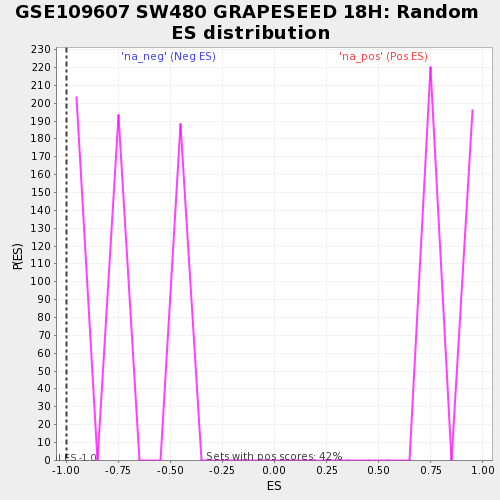 GSE109607 SW480 GRAPESEED 18H: Random
ES distribution
'na_neg' (Neg ES)
'na_pos' (Pos ES)
P(ES)
230
220
210
200
190
180
170
160
150
140
130
120
110
100
90
80
70
60
50
40
30
20
10
0
ES -1.0
Sets with pos scores: 42%
-1.00 -0.75 -0.50 -0.25 0.00 0.25 0.50 0.75 1.00
ES